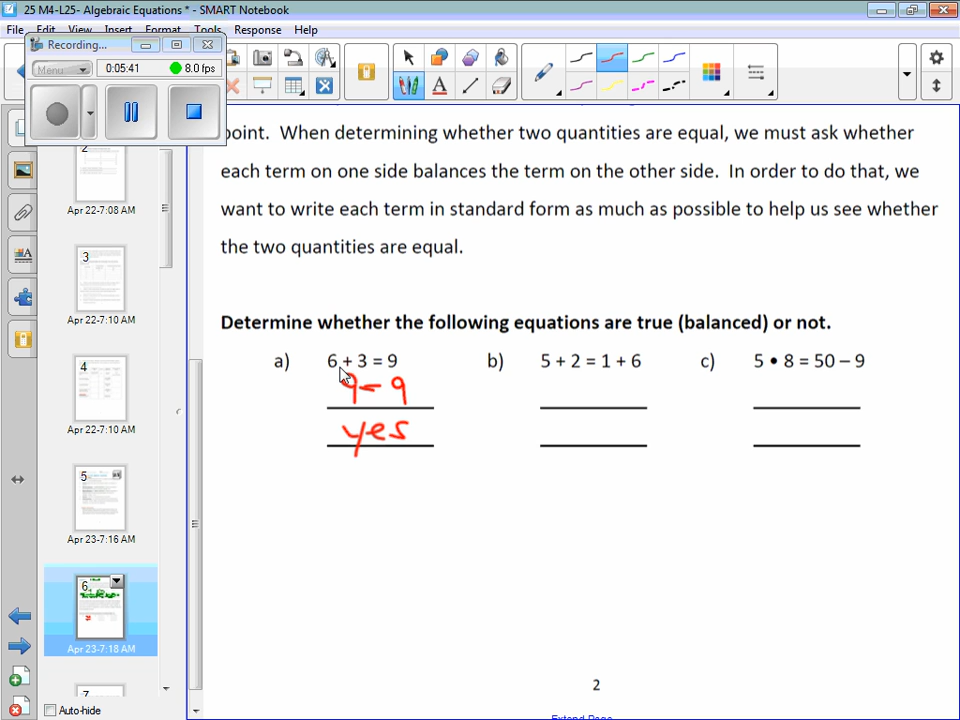 25 M4-L25- Algebraic Equations * - SMART Notebook
File Edit View Insert Format Tools Response Help
Recording...
Menu 0:05:41 8.0 fps
point. When determining whether two quantities are equal, we must ask whether
each term on one side balances the term on the other side. In order to do that, we
want to write each term in standard form as much as possible to help us see whether
the two quantities are equal.
Determine whether the following equations are true (balanced) or not.
a) 6 + 3 = 9 b) 5 + 2 = 1 + 6 c) 5 • 8 = 50 – 9
9 = 9
yes
2
Extend Page
2
Apr 22-7:08 AM
3
Apr 22-7:10 AM
4
Apr 22-7:10 AM
5
Apr 23-7:16 AM
6
Apr 23-7:18 AM
7
Auto-hide